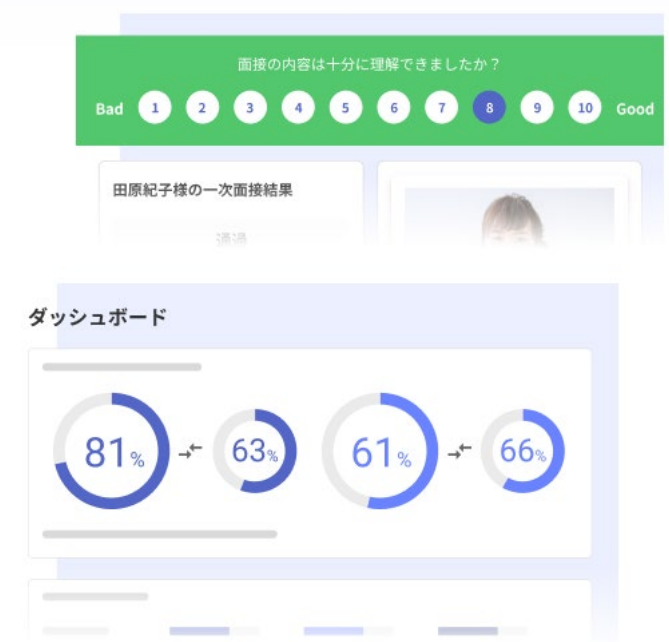 面接の内容は十分に理解できましたか？
Bad 1 2 3 4 5 6 7 8 9 10 Good
田原紀子様の一次面接結果
通過
ダッシュボード
81% 63% 61% 66%